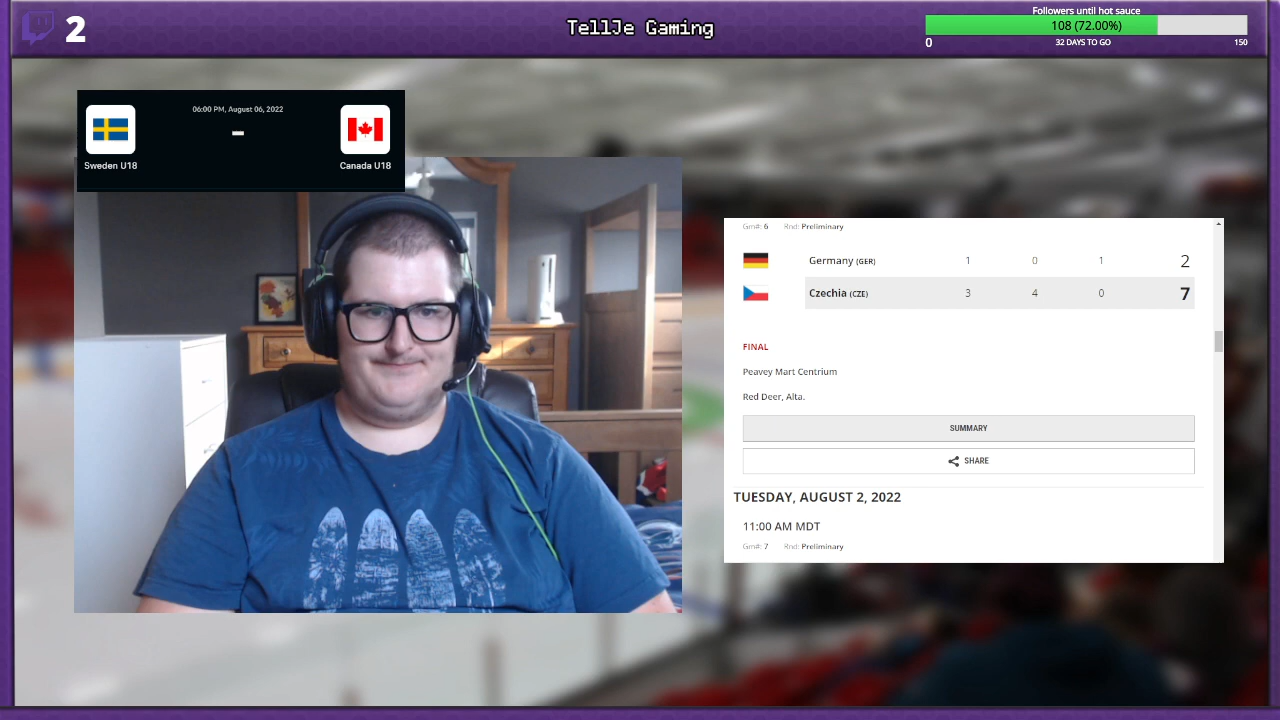 2
TellJe Gaming
Followers until hot sauce
108 (72.00%)
0
32 DAYS TO GO
150
06:00 PM, August 06, 2022
-
Sweden U18
Canada U18
Gm#: 6 Rnd: Preliminary
Germany (GER) 1 0 1 2
Czechia (CZE) 3 4 0 7
FINAL
Peavey Mart Centrium
Red Deer, Alta.
SUMMARY
SHARE
TUESDAY, AUGUST 2, 2022
11:00 AM MDT
Gm#: 7 Rnd: Preliminary